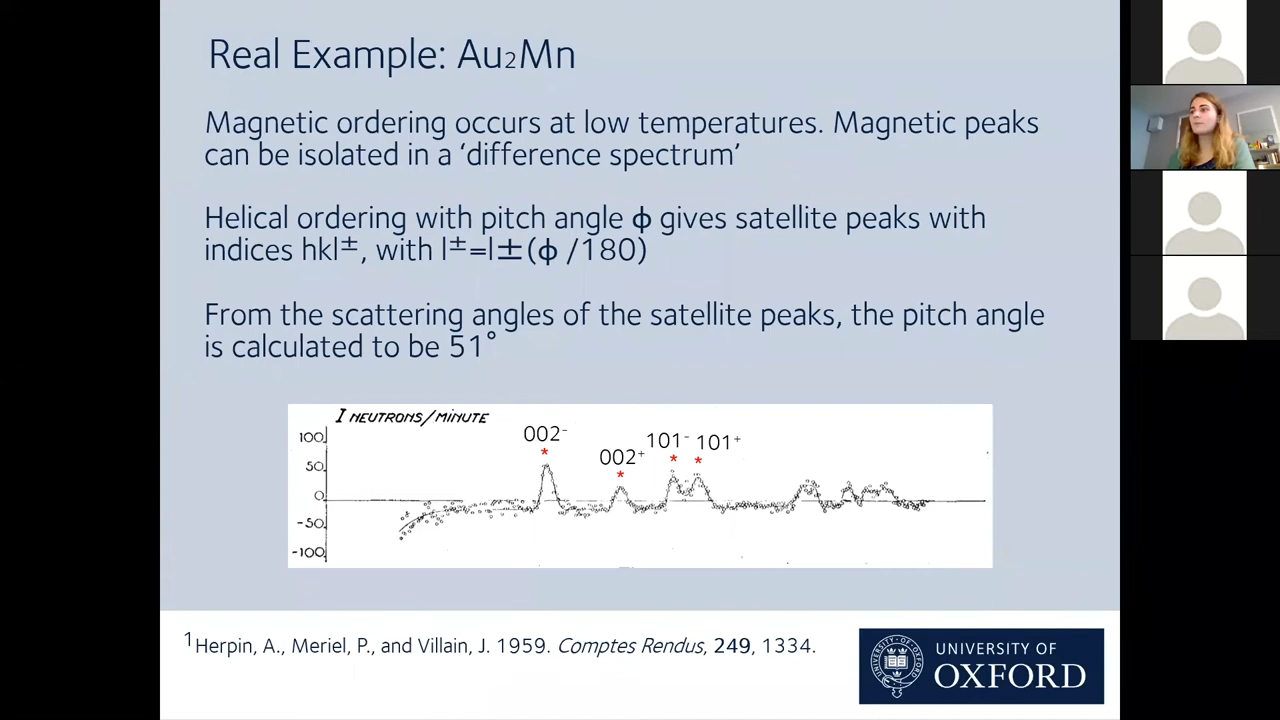 Real Example: Au₂Mn
Magnetic ordering occurs at low temperatures. Magnetic peaks
can be isolated in a ‘difference spectrum’
Helical ordering with pitch angle ϕ gives satellite peaks with
indices hkl±, with l±=l±(ϕ /180)
From the scattering angles of the satellite peaks, the pitch angle
is calculated to be 51°
I NEUTRONS/MINUTE
100
50
0
-50
-100
002⁻
*
002⁺
*
101⁻
*
101⁺
*
¹Herpin, A., Meriel, P., and Villain, J. 1959. Comptes Rendus, 249, 1334.
UNIVERSITY OF
OXFORD